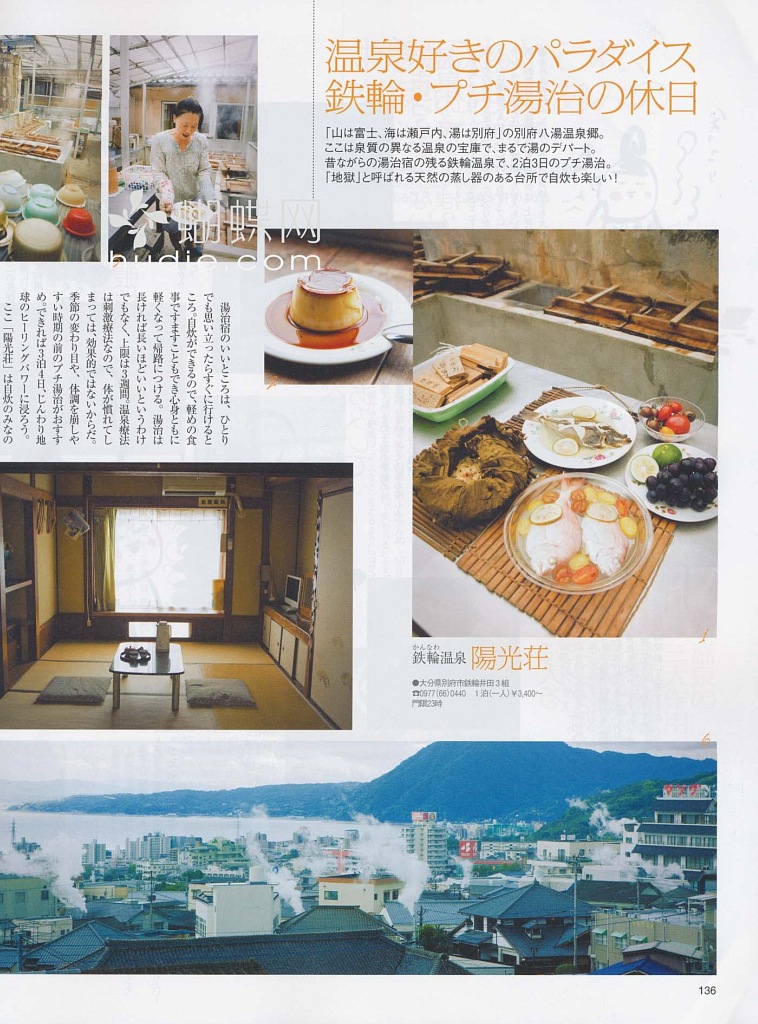 温泉好きのパラダイス
鉄輪・プチ湯治の休日
「山は富士、海は瀬戸内、湯は別府」の別府八湯温泉郷。
ここは泉質の異なる温泉の宝庫で、まるで湯のデパート。
昔ながらの湯治宿の残る鉄輪温泉で、2泊3日のプチ湯治。
「地獄」と呼ばれる天然の蒸し器のある台所で自炊も楽しい!
蝴蝶网
hudie.com
湯治宿のいいところは、ひとり
でも思い立ったらすぐに行けると
ころ。自炊ができるので、軽めの食
事ですますこともでき心身ともに
軽くなって帰路につける。湯治は
長ければ長いほどいいというわけ
でもなく、上限は3週間。温泉療法
は刺激療法なので、体が慣れてし
まっては、効果的ではないからだ。
季節の変わり目や、体調を崩しや
すい時期の前のプチ湯治がおすす
め。できれば3泊4日、じんわり地
球のヒーリングパワーに浸ろう。
ここ「陽光荘」は自炊のみなの
1
かんなわ
鉄輪温泉 陽光荘
●大分県別府市鉄輪井田3組
☎0977(66)0440 1泊(一人)¥3,400〜
門限23時
6
136